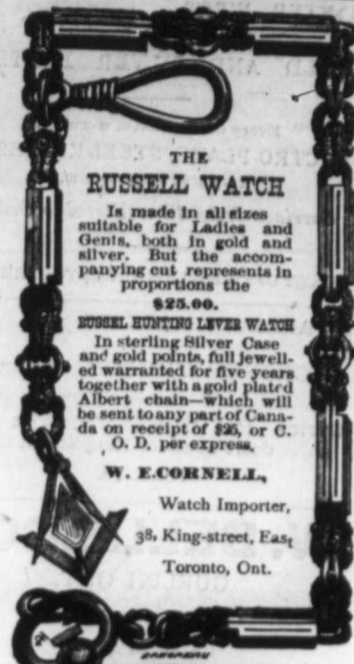 THE
RUSSELL WATCH
Is made in all sizes
suitable for Ladies and
Gents, both in gold and
silver. But the accom-
panying cut represents in
proportions the
$25.00.
RUSSEL HUNTING LEVER WATCH
In sterling Silver Case
and gold points, full jewell-
ed warranted for five years
together with a gold plated
Albert chain—which will
be sent to any part of Cana-
da on receipt of $25, or C.
O. D. per express.
W. E. CORNELL,
Watch Importer,
38, King-street, East
Toronto, Ont.